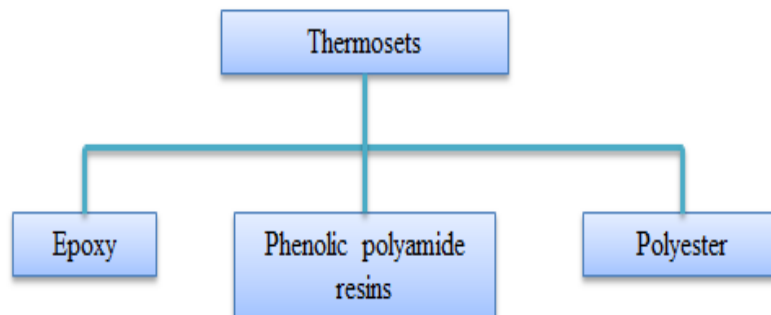 Thermosets
Epoxy
Phenolic polyamide
resins
Polyester